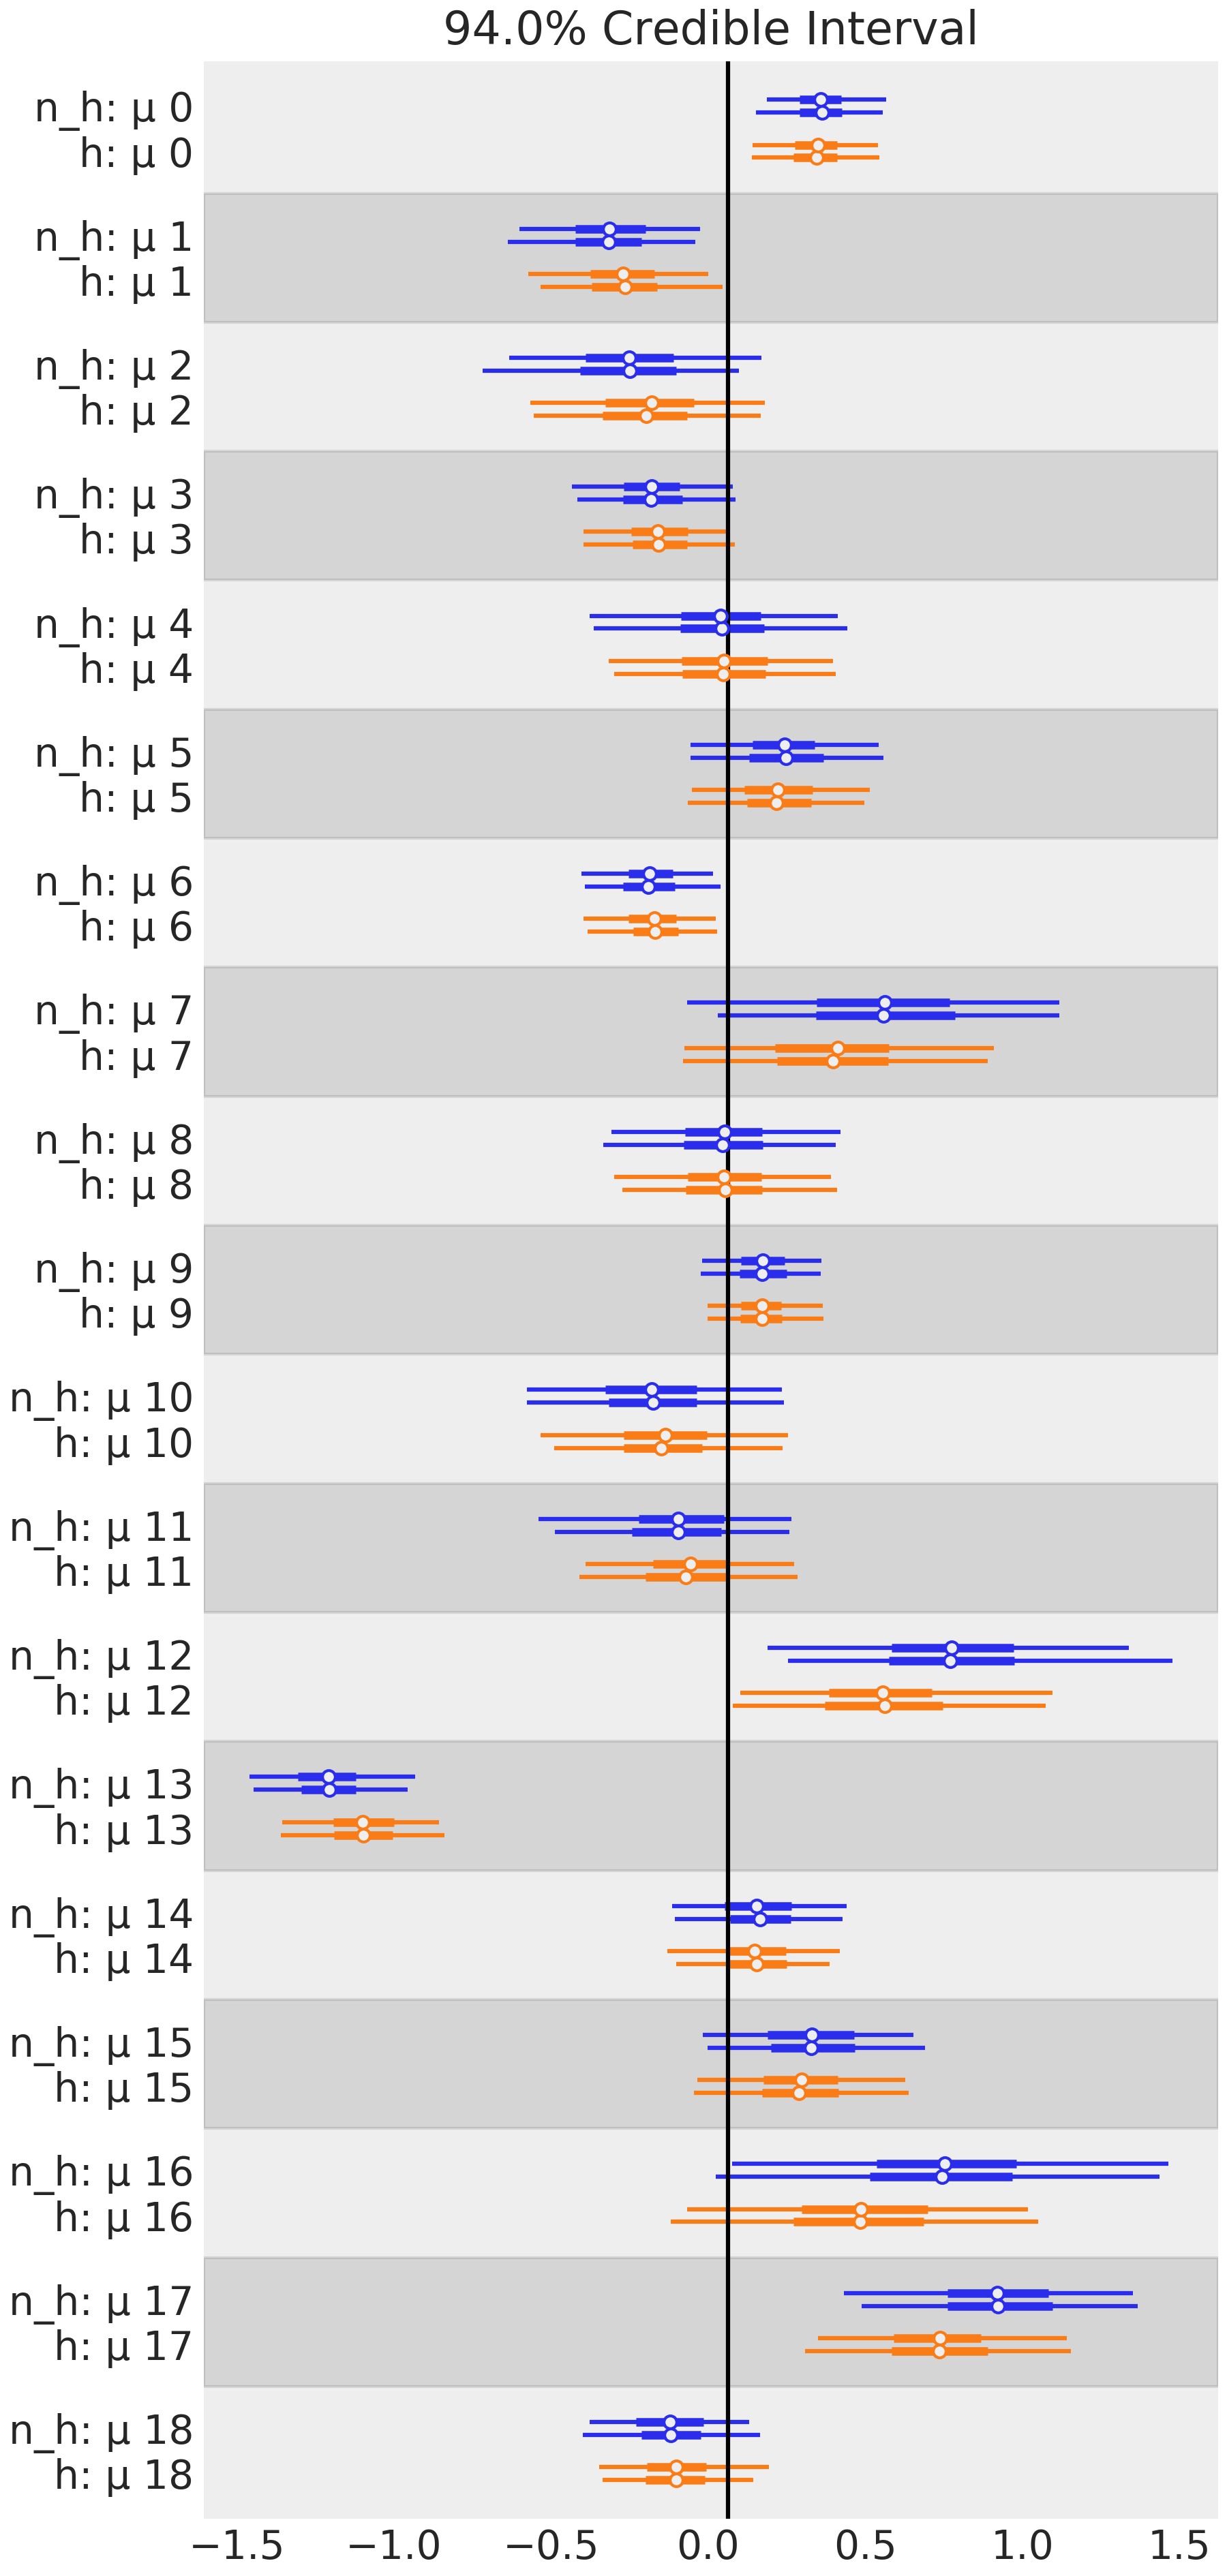 94.0% Credible Interval
n_h: μ 0
h: μ 0
n_h: μ 1
h: μ 1
n_h: μ 2
h: μ 2
n_h: μ 3
h: μ 3
n_h: μ 4
h: μ 4
n_h: μ 5
h: μ 5
n_h: μ 6
h: μ 6
n_h: μ 7
h: μ 7
n_h: μ 8
h: μ 8
n_h: μ 9
h: μ 9
n_h: μ 10
h: μ 10
n_h: μ 11
h: μ 11
n_h: μ 12
h: μ 12
n_h: μ 13
h: μ 13
n_h: μ 14
h: μ 14
n_h: μ 15
h: μ 15
n_h: μ 16
h: μ 16
n_h: μ 17
h: μ 17
n_h: μ 18
h: μ 18
−1.5 −1.0 −0.5 0.0 0.5 1.0 1.5